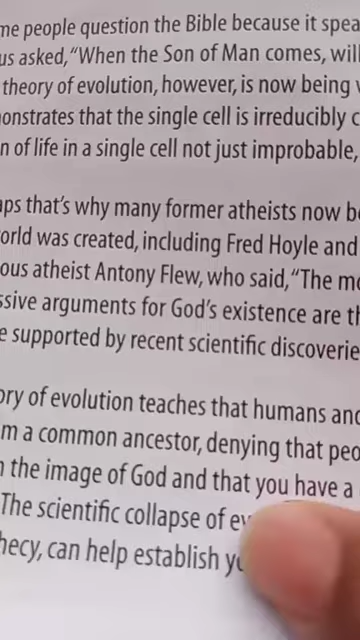 me people question the Bible because it spea
us asked, "When the Son of Man comes, will
theory of evolution, however, is now being
onstrates that the single cell is irreducibly c
n of life in a single cell not just improbable,
aps that's why many former atheists now be
orld was created, including Fred Hoyle and
ous atheist Antony Flew, who said, "The mo
ssive arguments for God's existence are th
e supported by recent scientific discoverie
ory of evolution teaches that humans and
m a common ancestor, denying that peo
n the image of God and that you have a
The scientific collapse of ev
hecy, can help establish yo